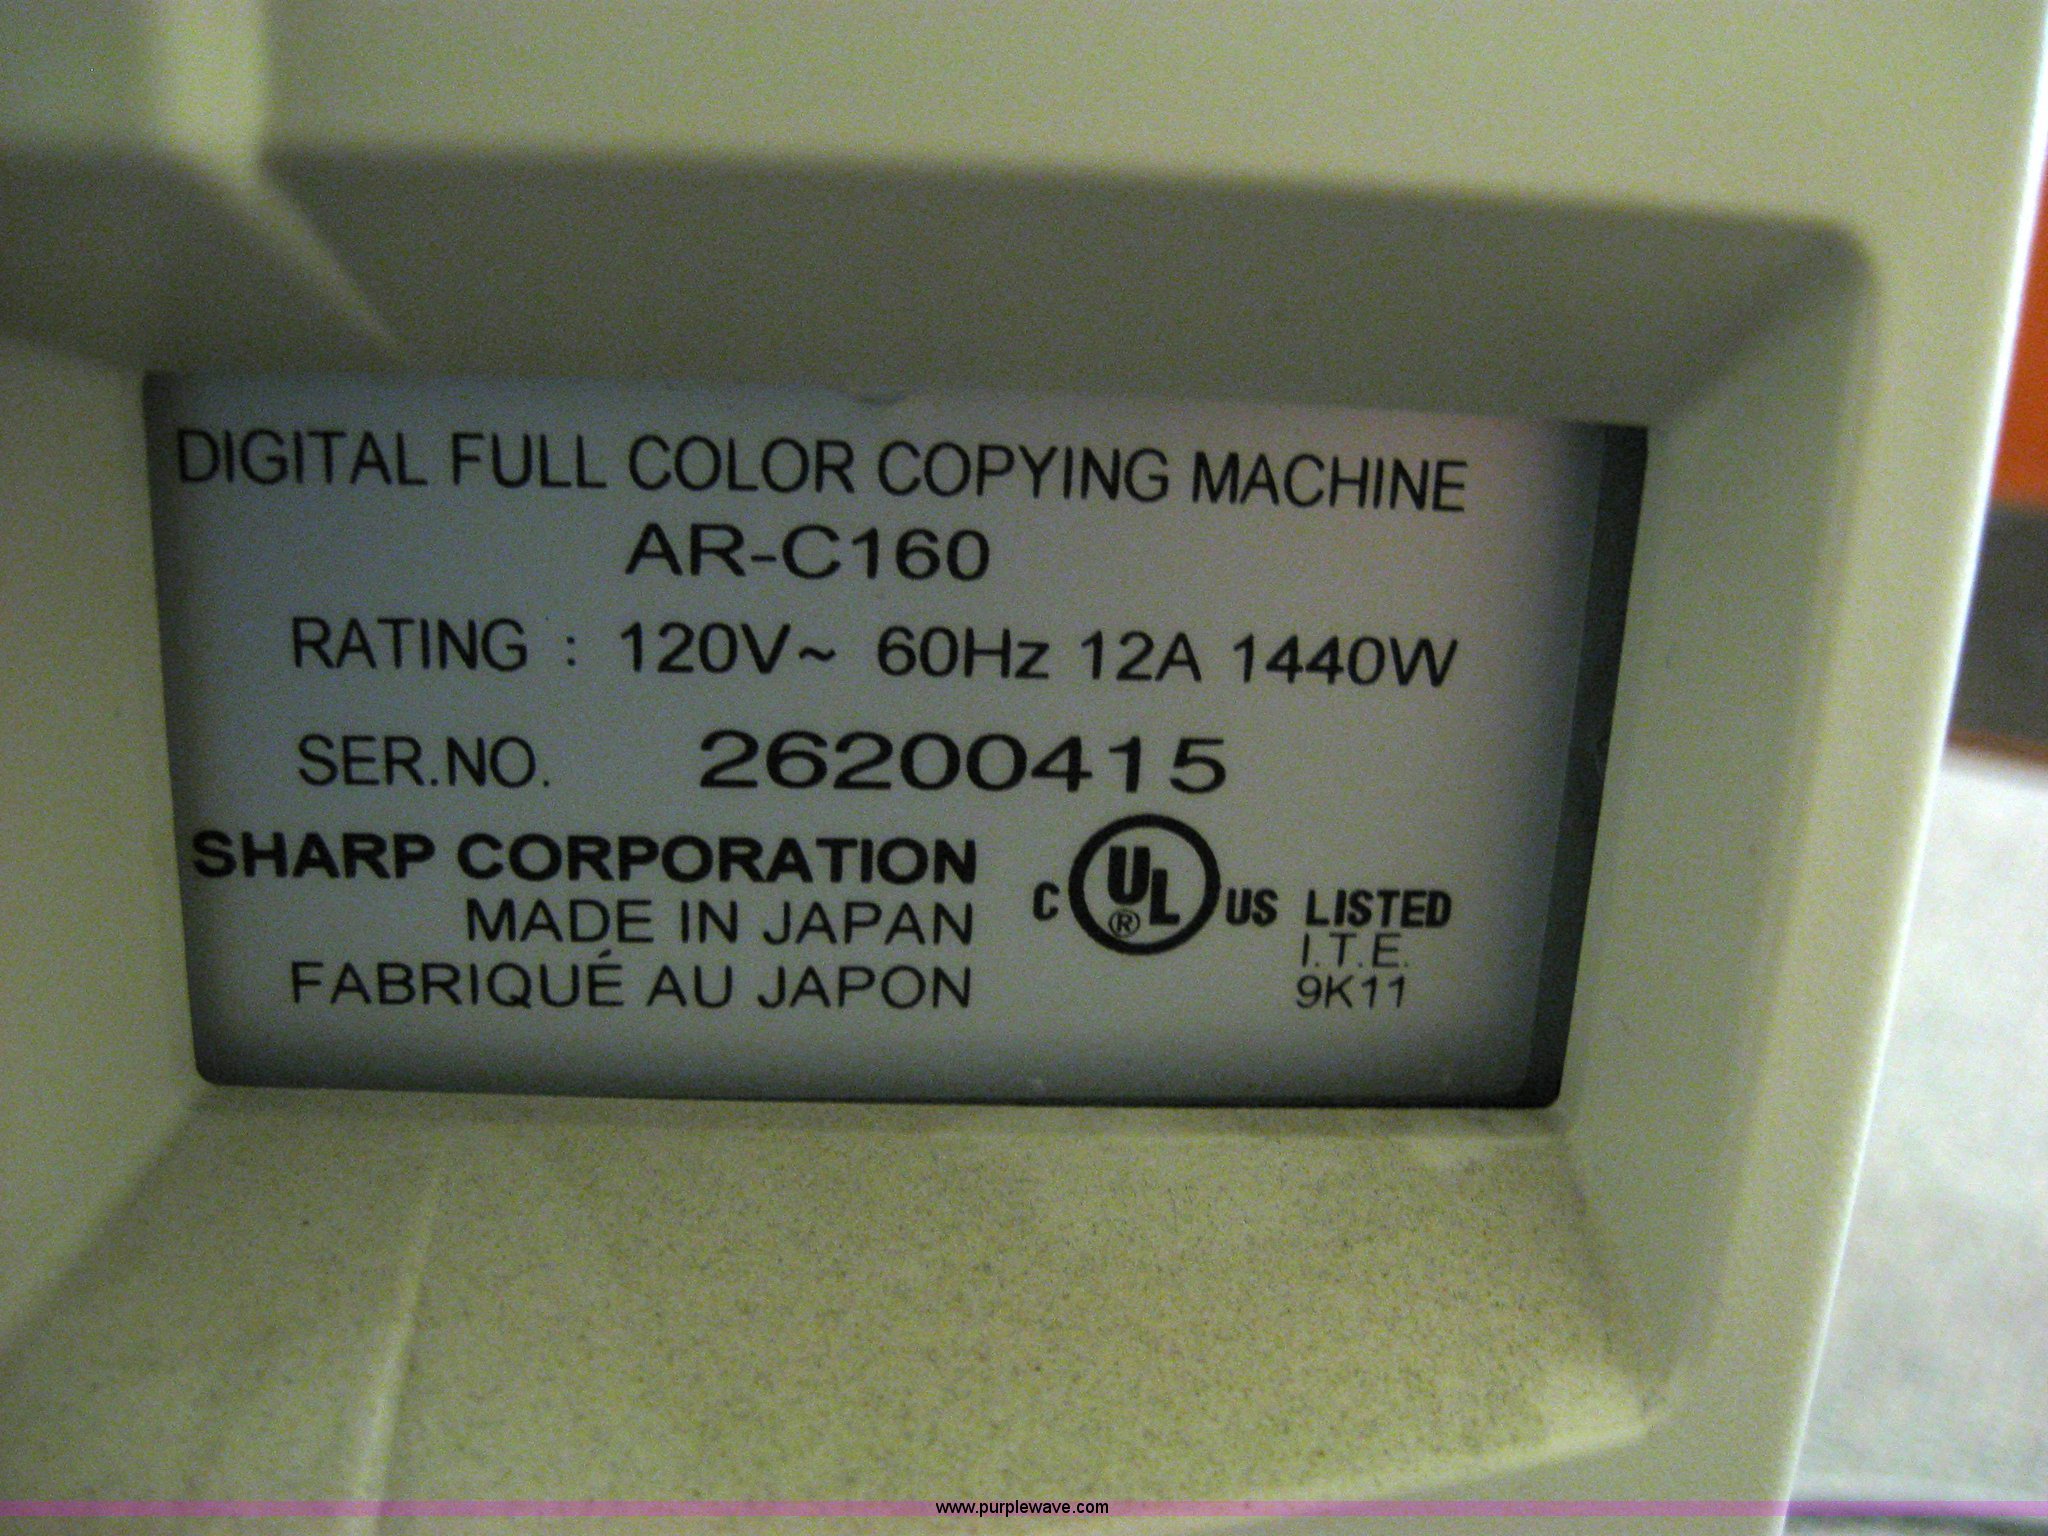 DIGITAL FULL COLOR COPYING MACHINE
AR-C160
RATING : 120V~ 60Hz 12A 1440W
SER.NO. 26200415
SHARP CORPORATION
MADE IN JAPAN
FABRIQUÉ AU JAPON
C UL® US LISTED
I.T.E.
9K11
www.purplewave.com